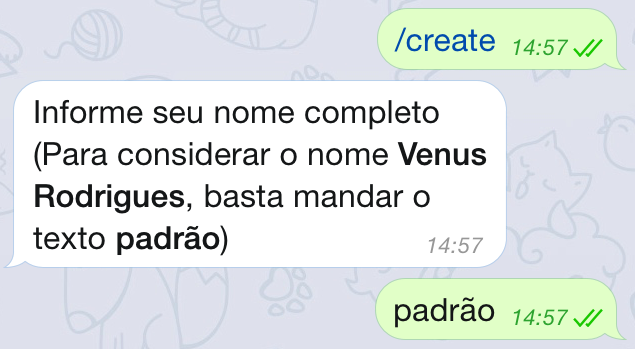 /create 14:57
Informe seu nome completo
(Para considerar o nome Venus
Rodrigues, basta mandar o
texto padrão) 14:57
padrão 14:57